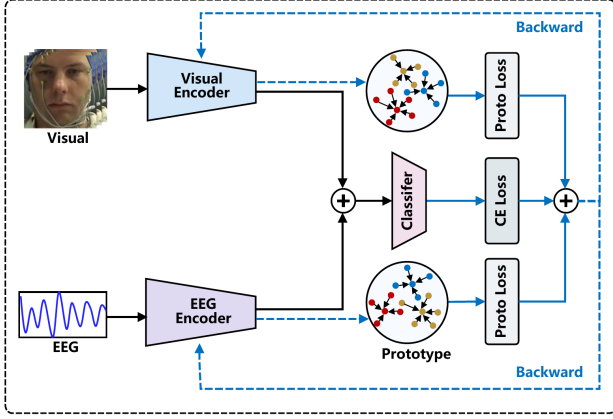 Backward
Visual
Encoder
Visual
Proto Loss
+
Classifer
CE Loss
+
EEG
Encoder
EEG
Prototype
Proto Loss
Backward